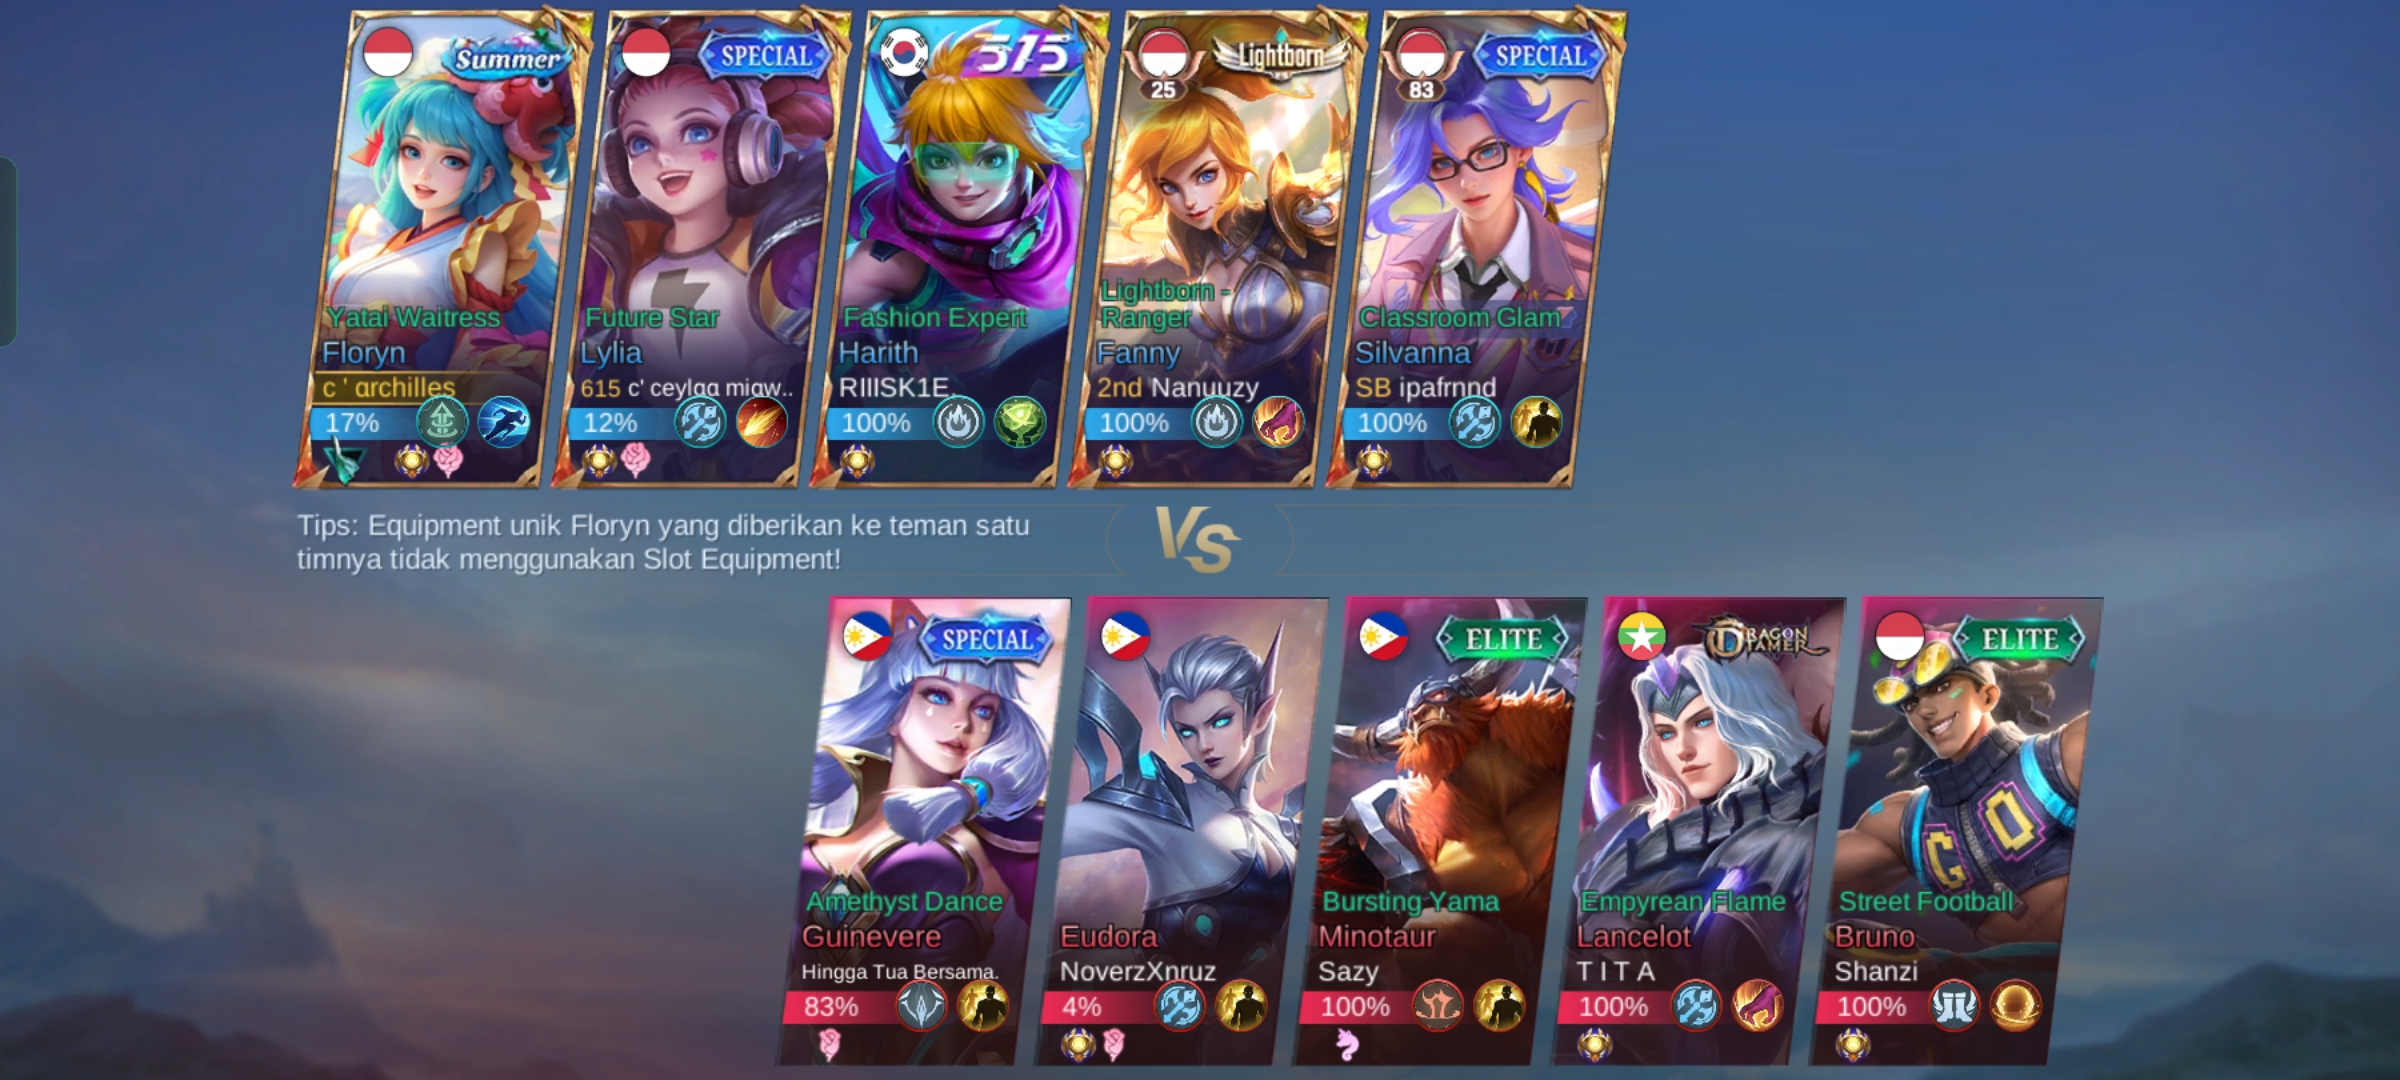 Summer
Yatai Waitress
Floryn
c ' archilles
17%
SPECIAL
Future Star
Lylia
615 c' ceylqq miqw..
12%
515
Fashion Expert
Harith
RIIISK1E.
100%
Lightborn
25
Lightborn -
Ranger
Fanny
2nd Nanuuzy
100%
SPECIAL
83
Classroom Glam
Silvanna
SB ipafrnnd
100%
Tips: Equipment unik Floryn yang diberikan ke teman satu
timnya tidak menggunakan Slot Equipment!
VS
SPECIAL
Amethyst Dance
Guinevere
Hingga Tua Bersama.
83%
Eudora
NoverzXnruz
4%
ELITE
Bursting Yama
Minotaur
Sazy
100%
DRAGON
TAMER
Empyrean Flame
Lancelot
T I T A
100%
ELITE
GO
Street Football
Bruno
Shanzi
100%